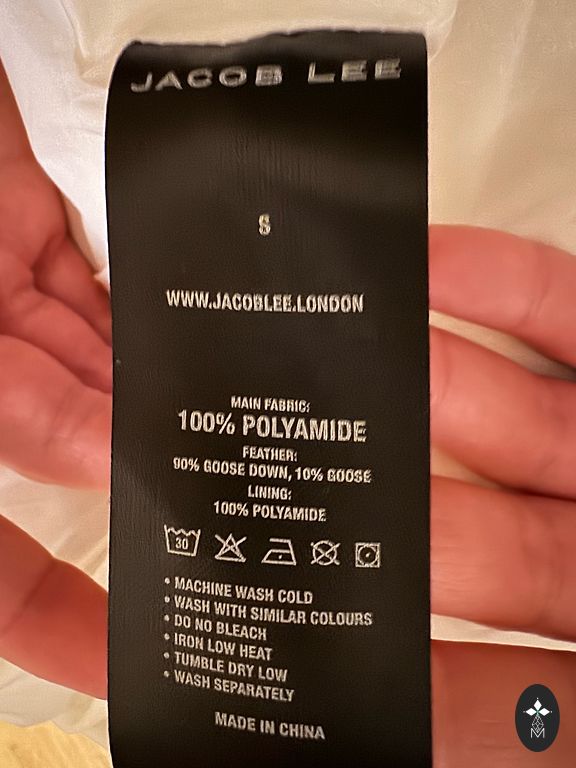 JACOB LEE
S
WWW.JACOBLEE.LONDON
MAIN FABRIC:
100% POLYAMIDE
FEATHER:
90% GOOSE DOWN, 10% GOOSE
LINING:
100% POLYAMIDE
30
• MACHINE WASH COLD
• WASH WITH SIMILAR COLOURS
• DO NO BLEACH
• IRON LOW HEAT
• TUMBLE DRY LOW
• WASH SEPARATELY
MADE IN CHINA
M